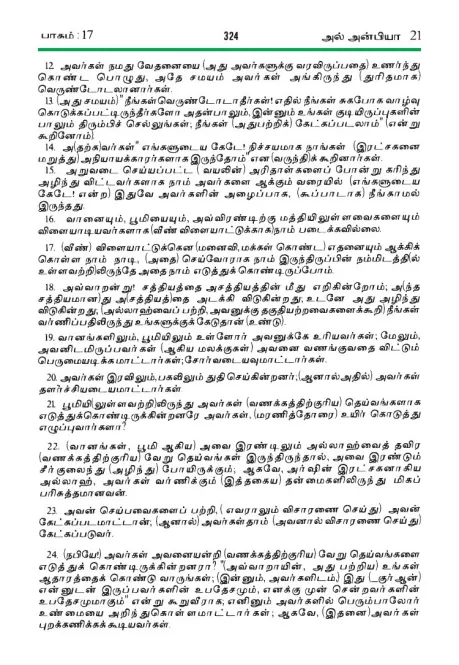 பாகம் : 17 324 அல் அன்பியா 21
12. அவர்கள் நமது வேதனையை (அது அவர்களுக்கு வரவிருப்பதை) உணர்ந்து
கொண்ட பொழுது, அதே சமயம் அவர்கள் அங்கிருந்து (துரிதமாக)
வெருண்டோடலானார்கள்.
13. (அது சமயம்) "நீங்கள் வெருண்டோடாதீர்கள்! எதில் நீங்கள் சுகபோக வாழ்வு
கொடுக்கப்பட்டிருந்தீர்களோ அதன்பாலும், இன்னும் உங்கள் குடியிருப்புகளின்
பாலும் திரும்பிச் செல்லுங்கள்; நீங்கள் (அதுபற்றிக்) கேட்கப்படலாம்" (என்று
கூறினோம்).
14. அ(தற்க)வர்கள் "எங்களுடைய கேடே! நிச்சயமாக நாங்கள் (இரட்சகனை
மறுத்து) அநியாயக்காரர்களாக இருந்தோம்" என (வருந்தி)க் கூறினார்கள்.
15. அறுவடை செய்யப்பட்ட (வயலின்) அரிதாள்களைப் போன்று கரிந்து
அழிந்து விட்டவர்களாக நாம் அவர்களை ஆக்கும் வரையில் (எங்களுடைய
கேடே! என்ற) இதுவே அவர்களின் அழைப்பாக, (கூப்பாடாக) நீங்காமல்
இருந்தது.
16. வானையும், பூமியையும், அவ்விரண்டிற்கு மத்தியிலுள்ளவைகளையும்
விளையாடியவர்களாக (வீண் விளையாட்டுக்காக) நாம் படைக்கவில்லை.
17. (வீண்) விளையாட்டுக்கென (மனைவி, மக்கள் கொண்ட) எதனையும் ஆக்கிக்
கொள்ள நாம் நாடி, (அதை) செய்வோராக நாம் இருந்திருப்பின் நம்மிடத்தி(ல்
உள்ளவற்றி)லிருந்தே அதை நாம் எடுத்துக் கொண்டிருப்போம்.
18. அவ்வாறன்று! சத்தியத்தை அசத்தியத்தின் மீது எறிகின்றோம்; அ(ந்த
சத்தியமான)து அ(சத்தியத்)தை அடக்கி விடுகின்றது; உடனே அது அழிந்து
விடுகின்றது; (அல்லாஹ்வைப் பற்றி, அவனுக்கு தகுதியற்றவைகளைக் கூறி) நீங்கள்
வர்ணிப்பதிலிருந்து உங்களுக்குக் கேடுதான் (உண்டு).
19. வானங்களிலும், பூமியிலும் உள்ளோர் அவனுக்கே உரியவர்கள்; மேலும்,
அவனிடமிருப்பவர்கள் (ஆகிய மலக்குகள்) அவனை வணங்குவதை விட்டும்
பெருமையடிக்கமாட்டார்கள்; சோர்வடையவுமாட்டார்கள்.
20. அவர்கள் இரவிலும், பகலிலும் துதி செய்கின்றனர்; (ஆனால் அதில்) அவர்கள்
தளர்ச்சியடையமாட்டார்கள்.
21. பூமியி(லுள்ளவற்றி)லிருந்து அவர்கள் (வணக்கத்திற்குரிய) தெய்வங்களாக
எடுத்துக்கொண்டிருக்கின்றனரே அவர்கள், (மரணித்தோரை) உயிர் கொடுத்து
எழுப்புவார்களா?
22. (வானங்கள், பூமி ஆகிய) அவை இரண்டிலும் அல்லாஹ்வைத் தவிர
(வணக்கத்திற்குரிய) வேறு தெய்வங்கள் இருந்திருந்தால், அவை இரண்டும்
சீர்குலைந்து (அழிந்து) போயிருக்கும்; ஆகவே, அர்ஷின் இரட்சகனாகிய
அல்லாஹ், அவர்கள் வர்ணிக்கும் (இத்தகைய) தன்மைகளிலிருந்து மிகப்
பரிசுத்தமானவன்.
23. அவன் செய்பவைகளைப் பற்றி, (எவராலும் விசாரணை செய்து) அவன்
கேட்கப்படமாட்டான்; (ஆனால்) அவர்கள்தாம் (அவனால் விசாரணை செய்து)
கேட்கப்படுவர்.
24. (நபியே!) அவர்கள் அவனையன்றி (வணக்கத்திற்குரிய) வேறு தெய்வங்களை
எடுத்துக் கொண்டிருக்கின்றனரா? "(அவ்வாறாயின், அது பற்றிய) உங்கள்
ஆதாரத்தைக் கொண்டு வாருங்கள்; (இன்னும், அவர்களிடம்,) இது (_குர்ஆன்)
என்னுடன் இருப்பவர்களின் உபதேசமும், எனக்கு முன் சென்றவர்களின்
உபதேசமுமாகும்" என்று கூறுவீராக; எனினும் அவர்களில் பெரும்பாலோர்
உண்மையை அறிந்துகொள்ளமாட்டார்கள்; ஆகவே, (இதனை) அவர்கள்
புறக்கணிக்கக்கூடியவர்கள்.